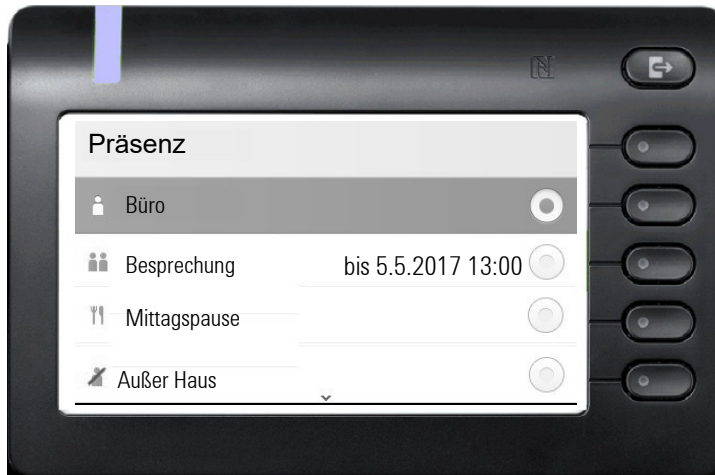 Präsenz
Büro
Besprechung bis 5.5.2017 13:00
Mittagspause
Außer Haus